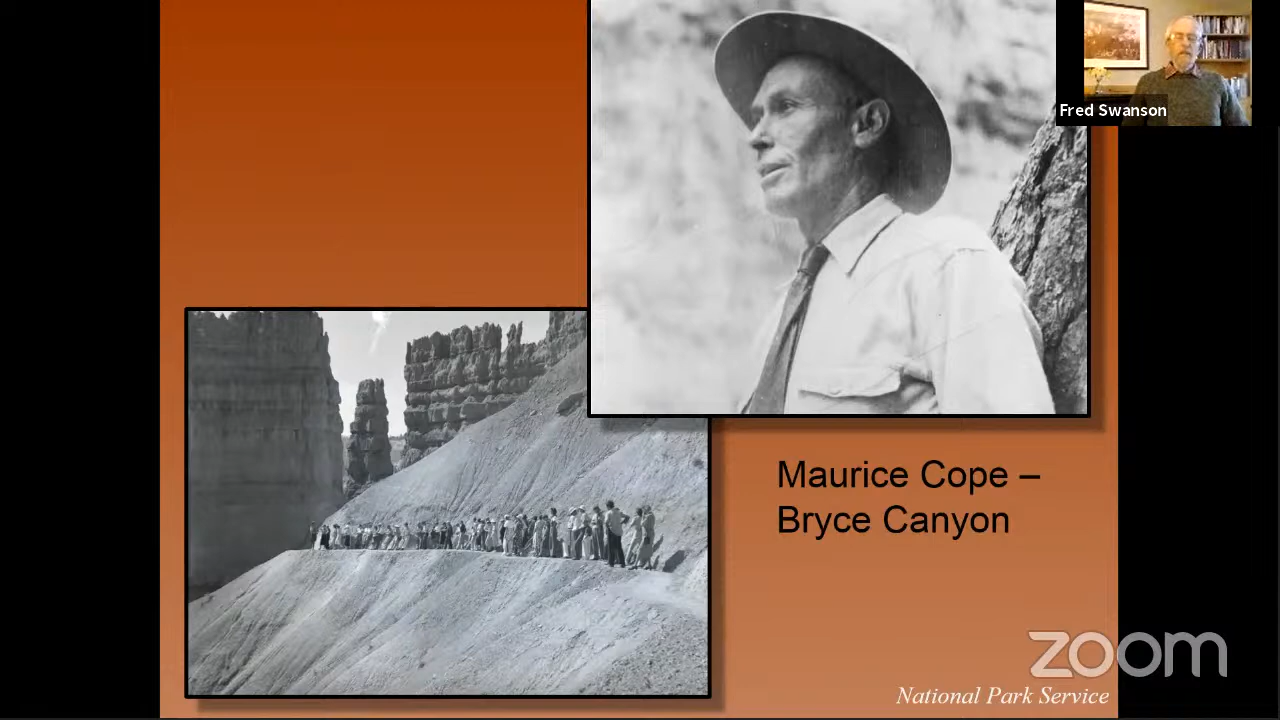 Fred Swanson
Maurice Cope –
Bryce Canyon
zoom
National Park Service